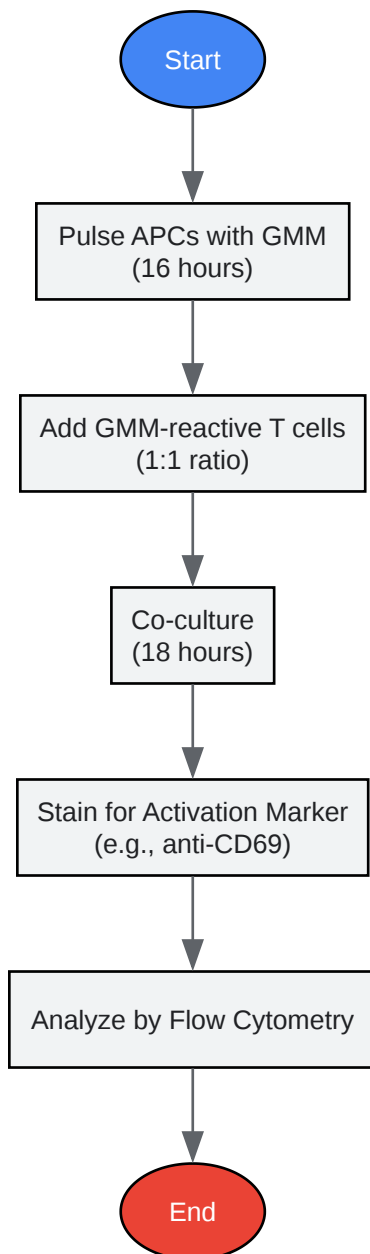 Start
Pulse APCs with GMM
(16 hours)
Add GMM-reactive T cells
(1:1 ratio)
Co-culture
(18 hours)
Stain for Activation Marker
(e.g., anti-CD69)
Analyze by Flow Cytometry
End